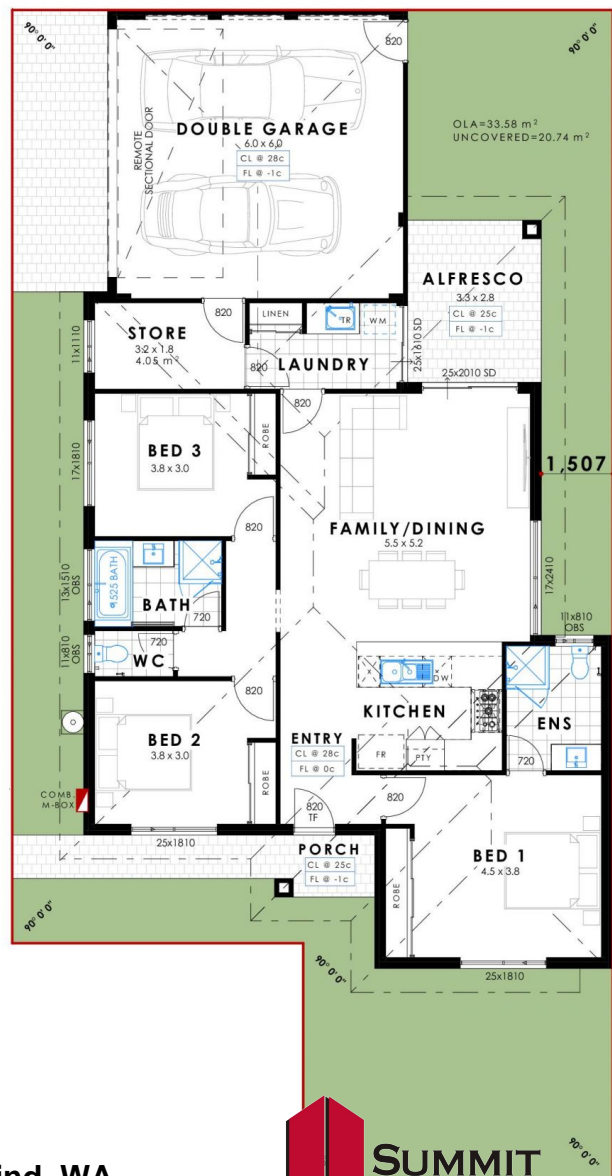 90° 0' 0"
90° 0' 0"
820
OLA=33.58 m²
UNCOVERED=20.74 m²
DOUBLE GARAGE
6.0 x 6.0
CL @ 28c
FL @ -1c
REMOTE
SECTIONAL DOOR
ALFRESCO
3.3 x 2.8
CL @ 25c
FL @ -1c
820
LINEN
TR
WM
STORE
3.2 x 1.8
4.05 m²
11x1110
820
LAUNDRY
25x1610 SD
25x2010 SD
820
BED 3
3.8 x 3.0
ROBE
17x1810
1,507
FAMILY/DINING
5.5 x 5.2
820
17x2410
1525 BATH
13x1510
OBS
BATH
720
11x810
OBS
11x810
OBS
720
WC
DW
820
KITCHEN
ENS
BED 2
3.8 x 3.0
ENTRY
CL @ 28c
FL @ 0c
FR
PTY
720
ROBE
COMB.
M-BOX
820
820
TF
25x1810
PORCH
CL @ 25c
FL @ -1c
BED 1
4.5 x 3.8
ROBE
90° 0' 0"
90° 0' 0"
25x1810
90° 0' 0"
ind, WA
SUMMIT